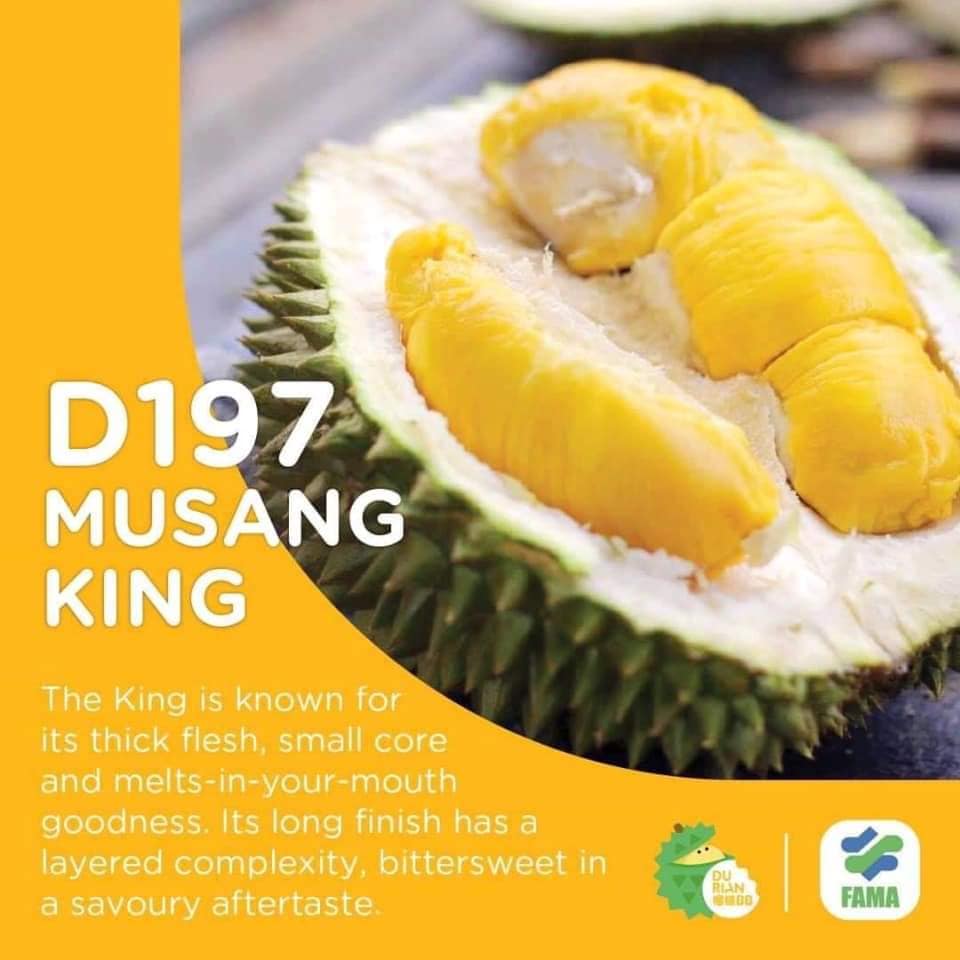 D197
MUSANG
KING
The King is known for
its thick flesh, small core
and melts-in-your-mouth
goodness. Its long finish has a
layered complexity, bittersweet in
a savoury aftertaste.
DU
RIAN
FAMA